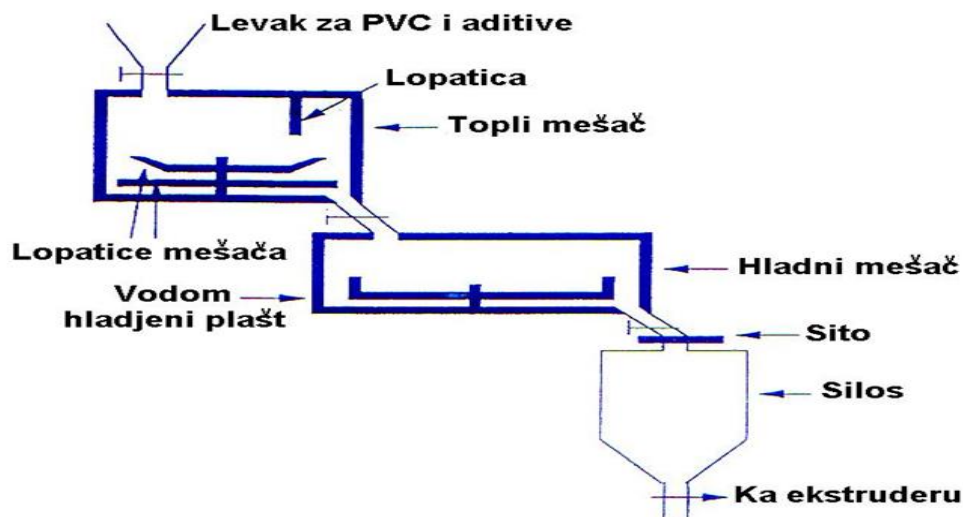 Levak za PVC i aditive
Lopatica
Topli mešač
Lopatice mešača
Hladni mešač
Vodom
hladjeni plašt
Sito
Silos
Ka ekstruderu